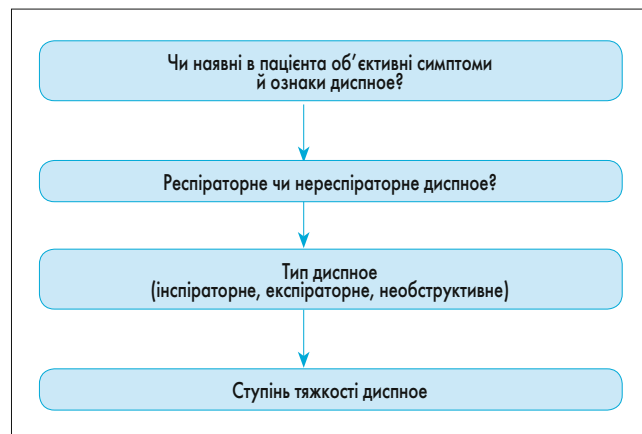 Чи наявні в пацієнта об’єктивні симптоми
й ознаки диспное?
Респіраторне чи нереспіраторне диспное?
Тип диспное
(інспіраторне, експіраторне, необструктивне)
Ступінь тяжкості диспное